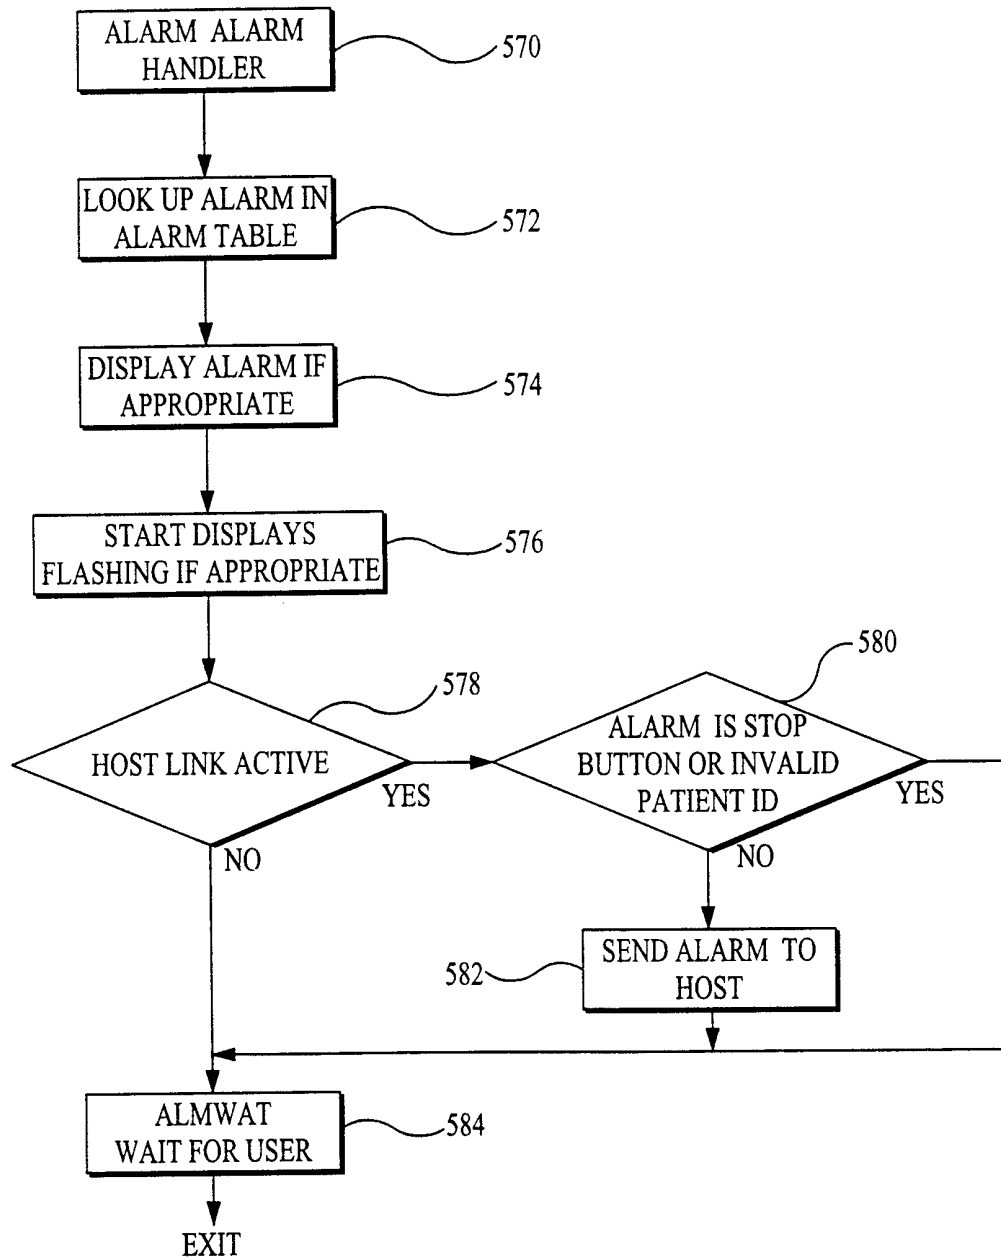 ALARM ALARM
HANDLER
570
LOOK UP ALARM IN
ALARM TABLE
572
DISPLAY ALARM IF
APPROPRIATE
574
START DISPLAYS
FLASHING IF APPROPRIATE
576
HOST LINK ACTIVE
578
YES
NO
ALARM IS STOP
BUTTON OR INVALID
PATIENT ID
580
YES
NO
SEND ALARM TO
HOST
582
ALMWAT
WAIT FOR USER
584
EXIT